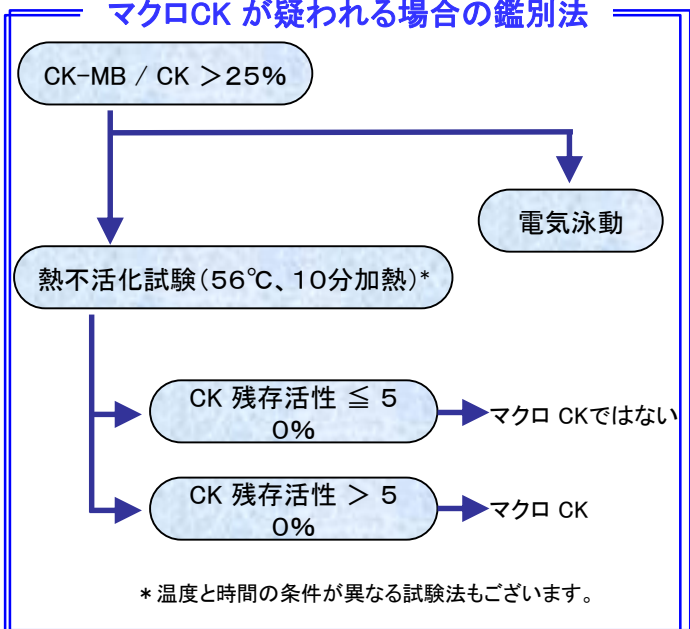 マクロCK が疑われる場合の鑑別法
CK-MB / CK ＞25%
電気泳動
熱不活化試験（56℃、10分加熱）*
CK 残存活性 ≦ 5
0%
マクロ CKではない
CK 残存活性 ＞ 5
0%
マクロ CK
* 温度と時間の条件が異なる試験法もございます。